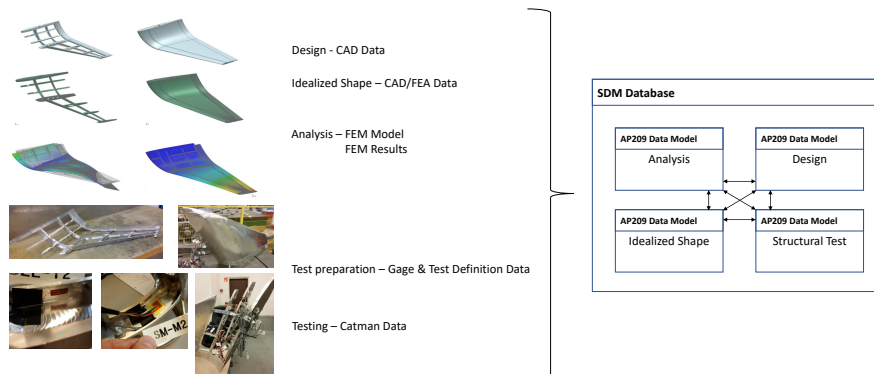 Design - CAD Data
Idealized Shape – CAD/FEA Data
Analysis – FEM Model
FEM Results
Test preparation – Gage & Test Definition Data
Testing – Catman Data
SM-M2
SDM Database
AP209 Data Model
Analysis
AP209 Data Model
Design
AP209 Data Model
Idealized Shape
AP209 Data Model
Structural Test